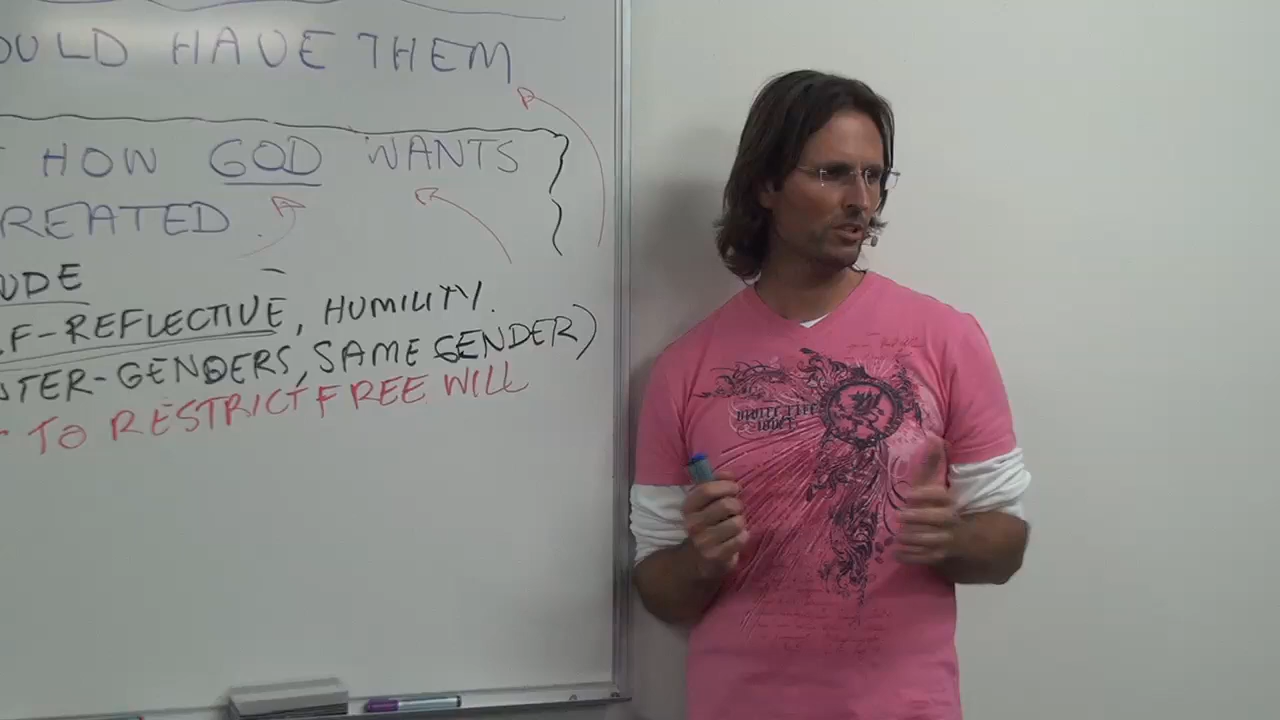 OULD HAVE THEM
HOW GOD WANTS
REATED.
UDE
F-REFLECTIVE, HUMILITY.
NTER-GENDERS, SAME GENDER)
TO RESTRICT FREE WILL